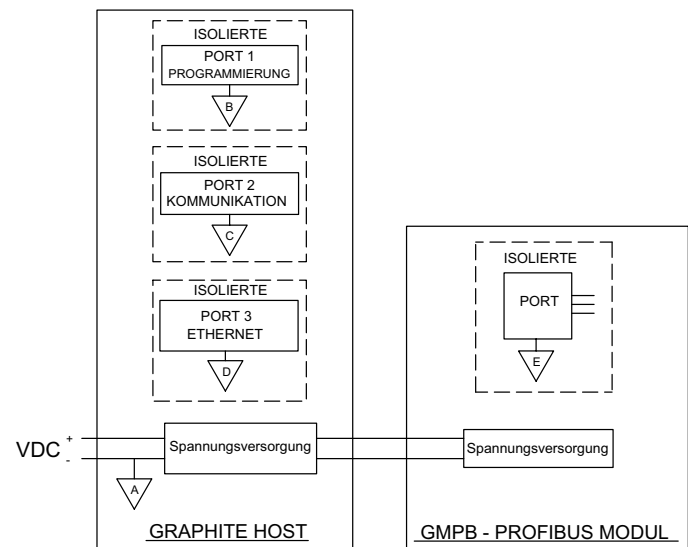 ISOLIERTE
PORT 1
PROGRAMMIERUNG
B
ISOLIERTE
PORT 2
KOMMUNIKATION
C
ISOLIERTE
PORT 3
ETHERNET
D
VDC + -
A
Spannungsversorgung
GRAPHITE HOST
ISOLIERTE
PORT
E
Spannungsversorgung
GMPB - PROFIBUS MODUL